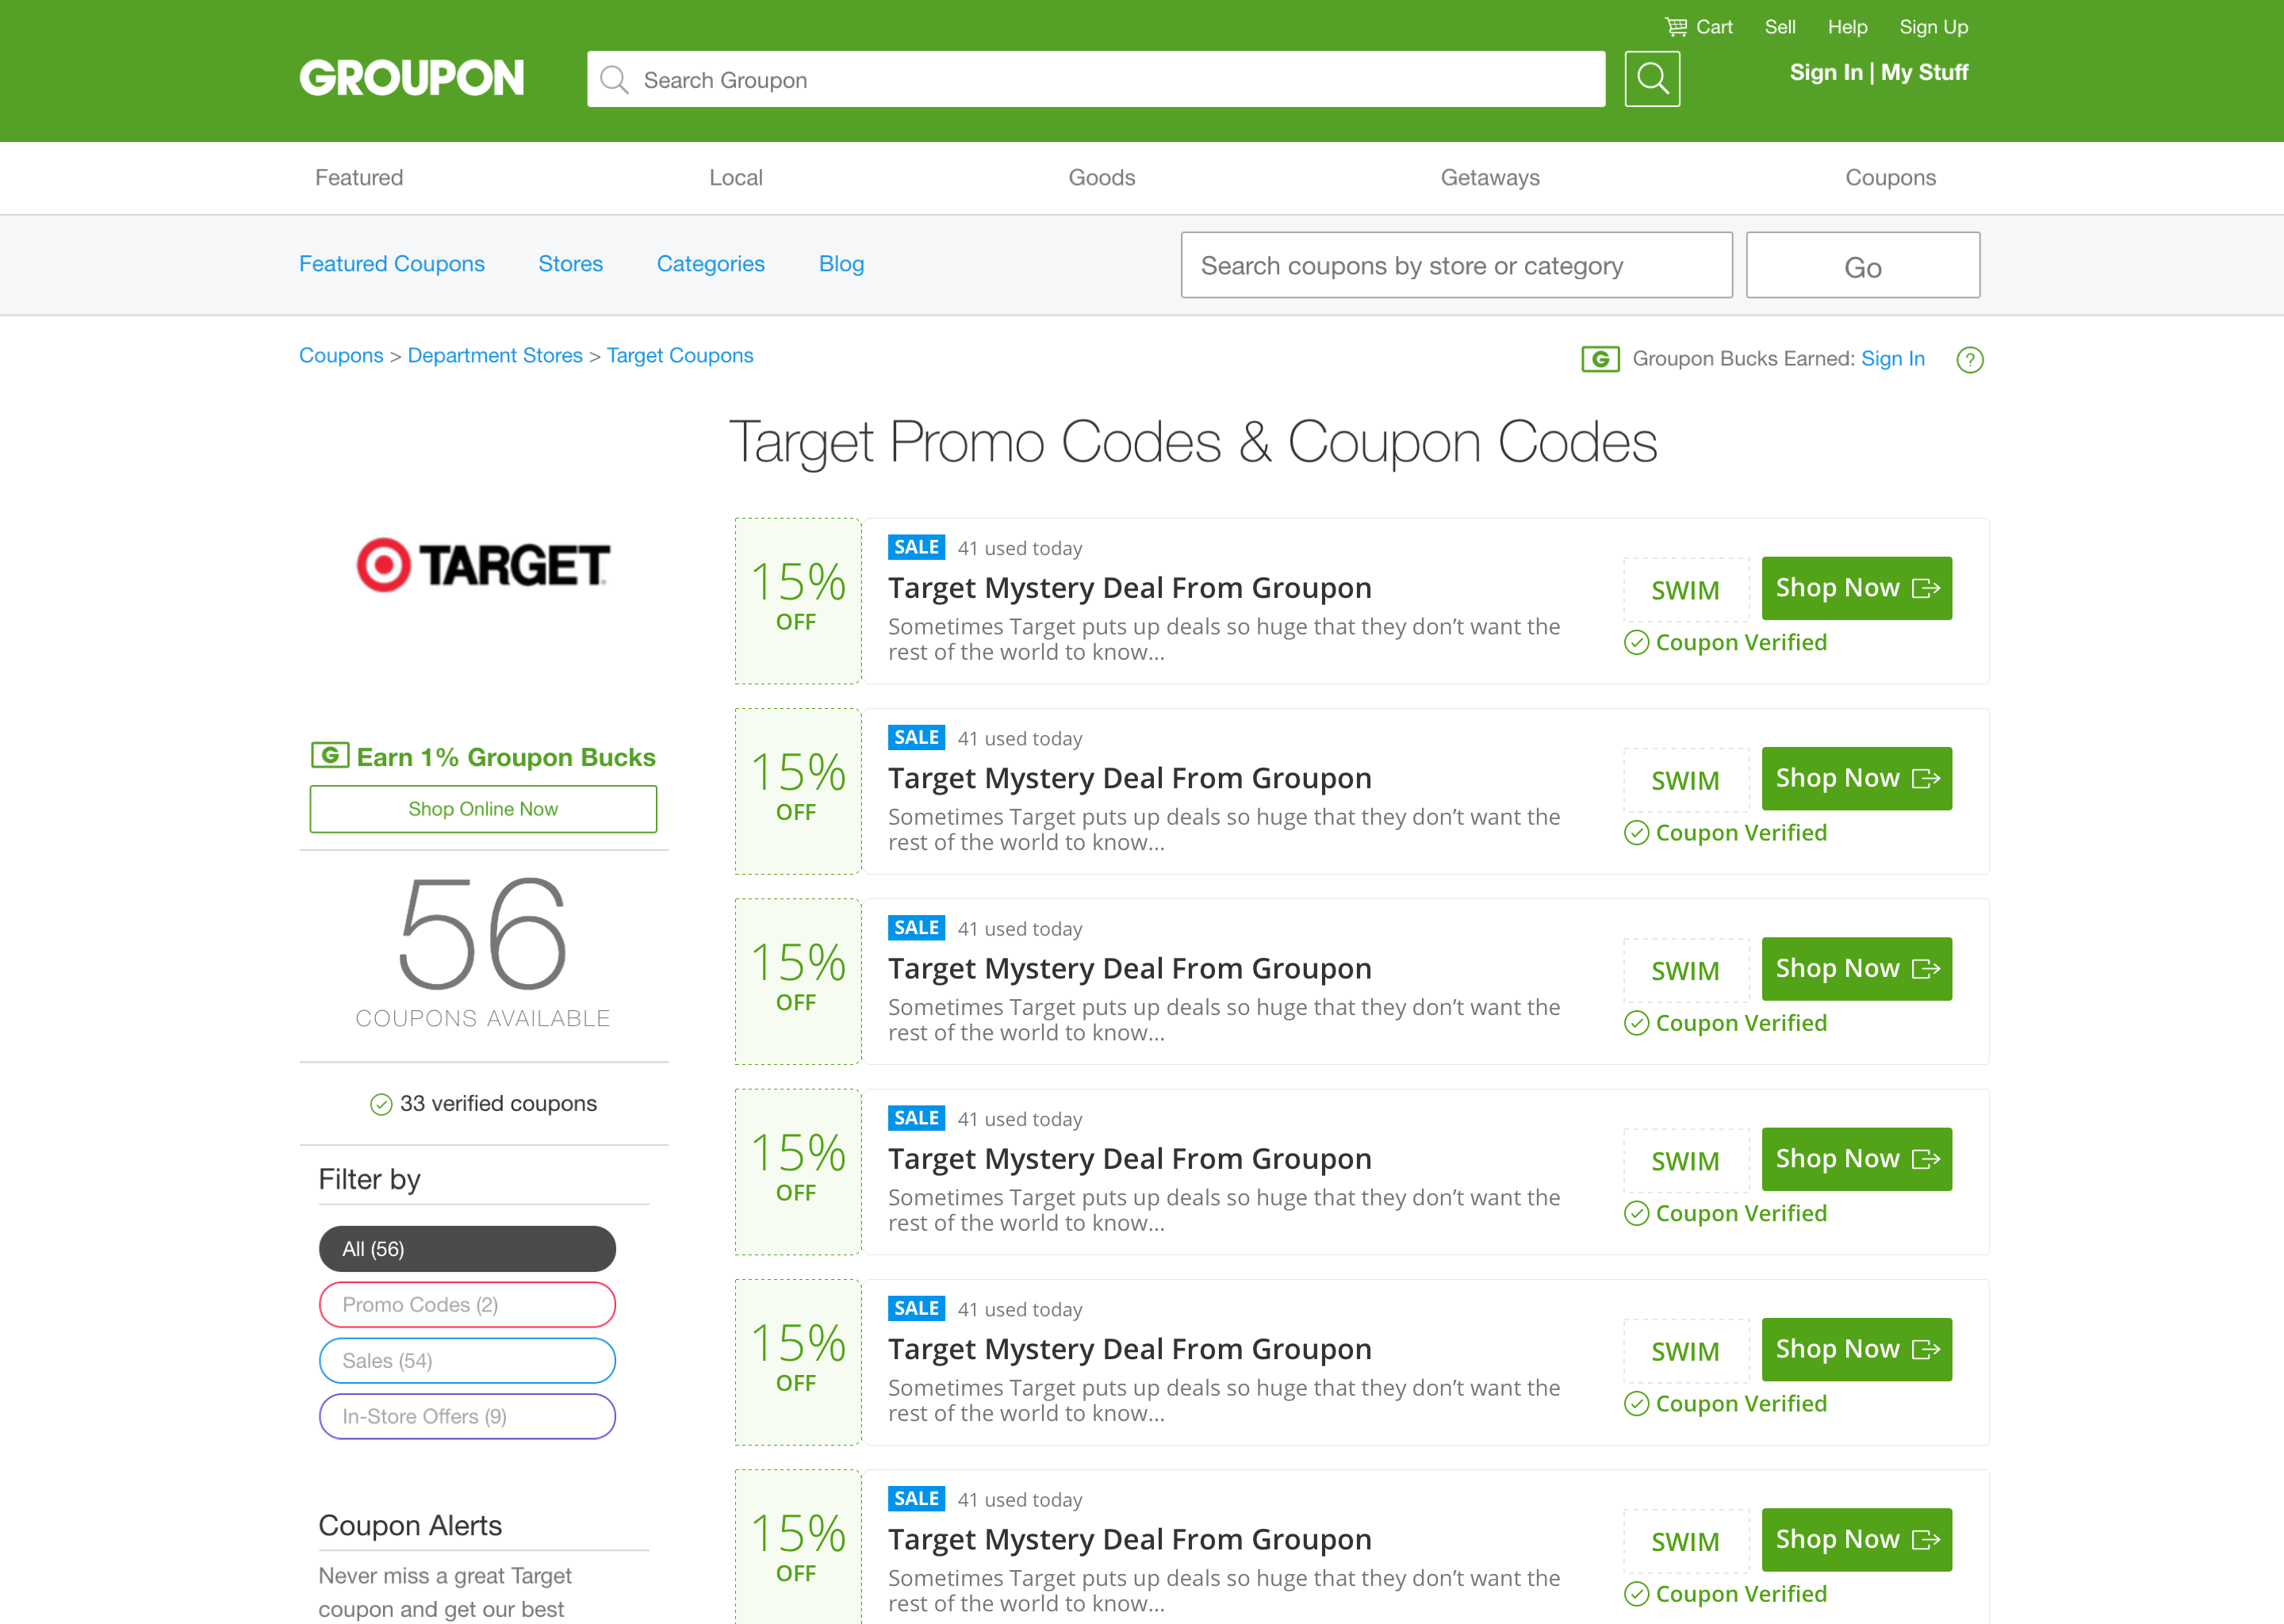 Cart Sell Help Sign Up
GROUPON
Search Groupon
Sign In | My Stuff
Featured Local Goods Getaways Coupons
Featured Coupons Stores Categories Blog
Search coupons by store or category
Go
Coupons > Department Stores > Target Coupons
G Groupon Bucks Earned: Sign In ?
Target Promo Codes & Coupon Codes
TARGET
G Earn 1% Groupon Bucks
Shop Online Now
56
COUPONS AVAILABLE
33 verified coupons
Filter by
All (56)
Promo Codes (2)
Sales (54)
In-Store Offers (9)
Coupon Alerts
Never miss a great Target
coupon and get our best
15%
OFF
SALE 41 used today
Target Mystery Deal From Groupon
Sometimes Target puts up deals so huge that they don’t want the
rest of the world to know...
SWIM
Shop Now
Coupon Verified
15%
OFF
SALE 41 used today
Target Mystery Deal From Groupon
Sometimes Target puts up deals so huge that they don’t want the
rest of the world to know...
SWIM
Shop Now
Coupon Verified
15%
OFF
SALE 41 used today
Target Mystery Deal From Groupon
Sometimes Target puts up deals so huge that they don’t want the
rest of the world to know...
SWIM
Shop Now
Coupon Verified
15%
OFF
SALE 41 used today
Target Mystery Deal From Groupon
Sometimes Target puts up deals so huge that they don’t want the
rest of the world to know...
SWIM
Shop Now
Coupon Verified
15%
OFF
SALE 41 used today
Target Mystery Deal From Groupon
Sometimes Target puts up deals so huge that they don’t want the
rest of the world to know...
SWIM
Shop Now
Coupon Verified
15%
OFF
SALE 41 used today
Target Mystery Deal From Groupon
Sometimes Target puts up deals so huge that they don’t want the
rest of the world to know...
SWIM
Shop Now
Coupon Verified